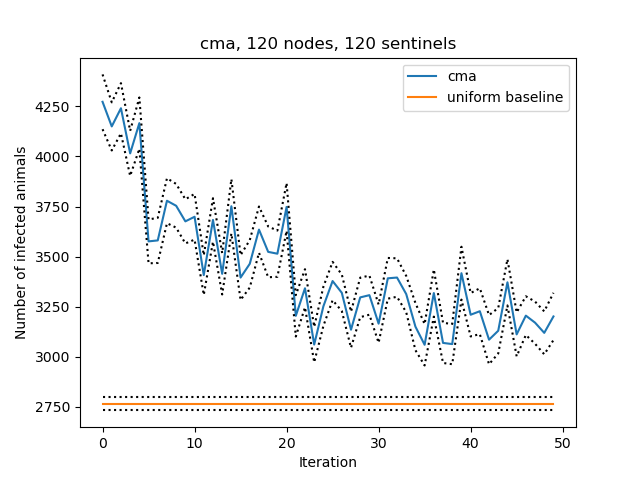 cma, 120 nodes, 120 sentinels
cma
uniform baseline
Number of infected animals
4250
4000
3750
3500
3250
3000
2750
0 10 20 30 40 50
Iteration